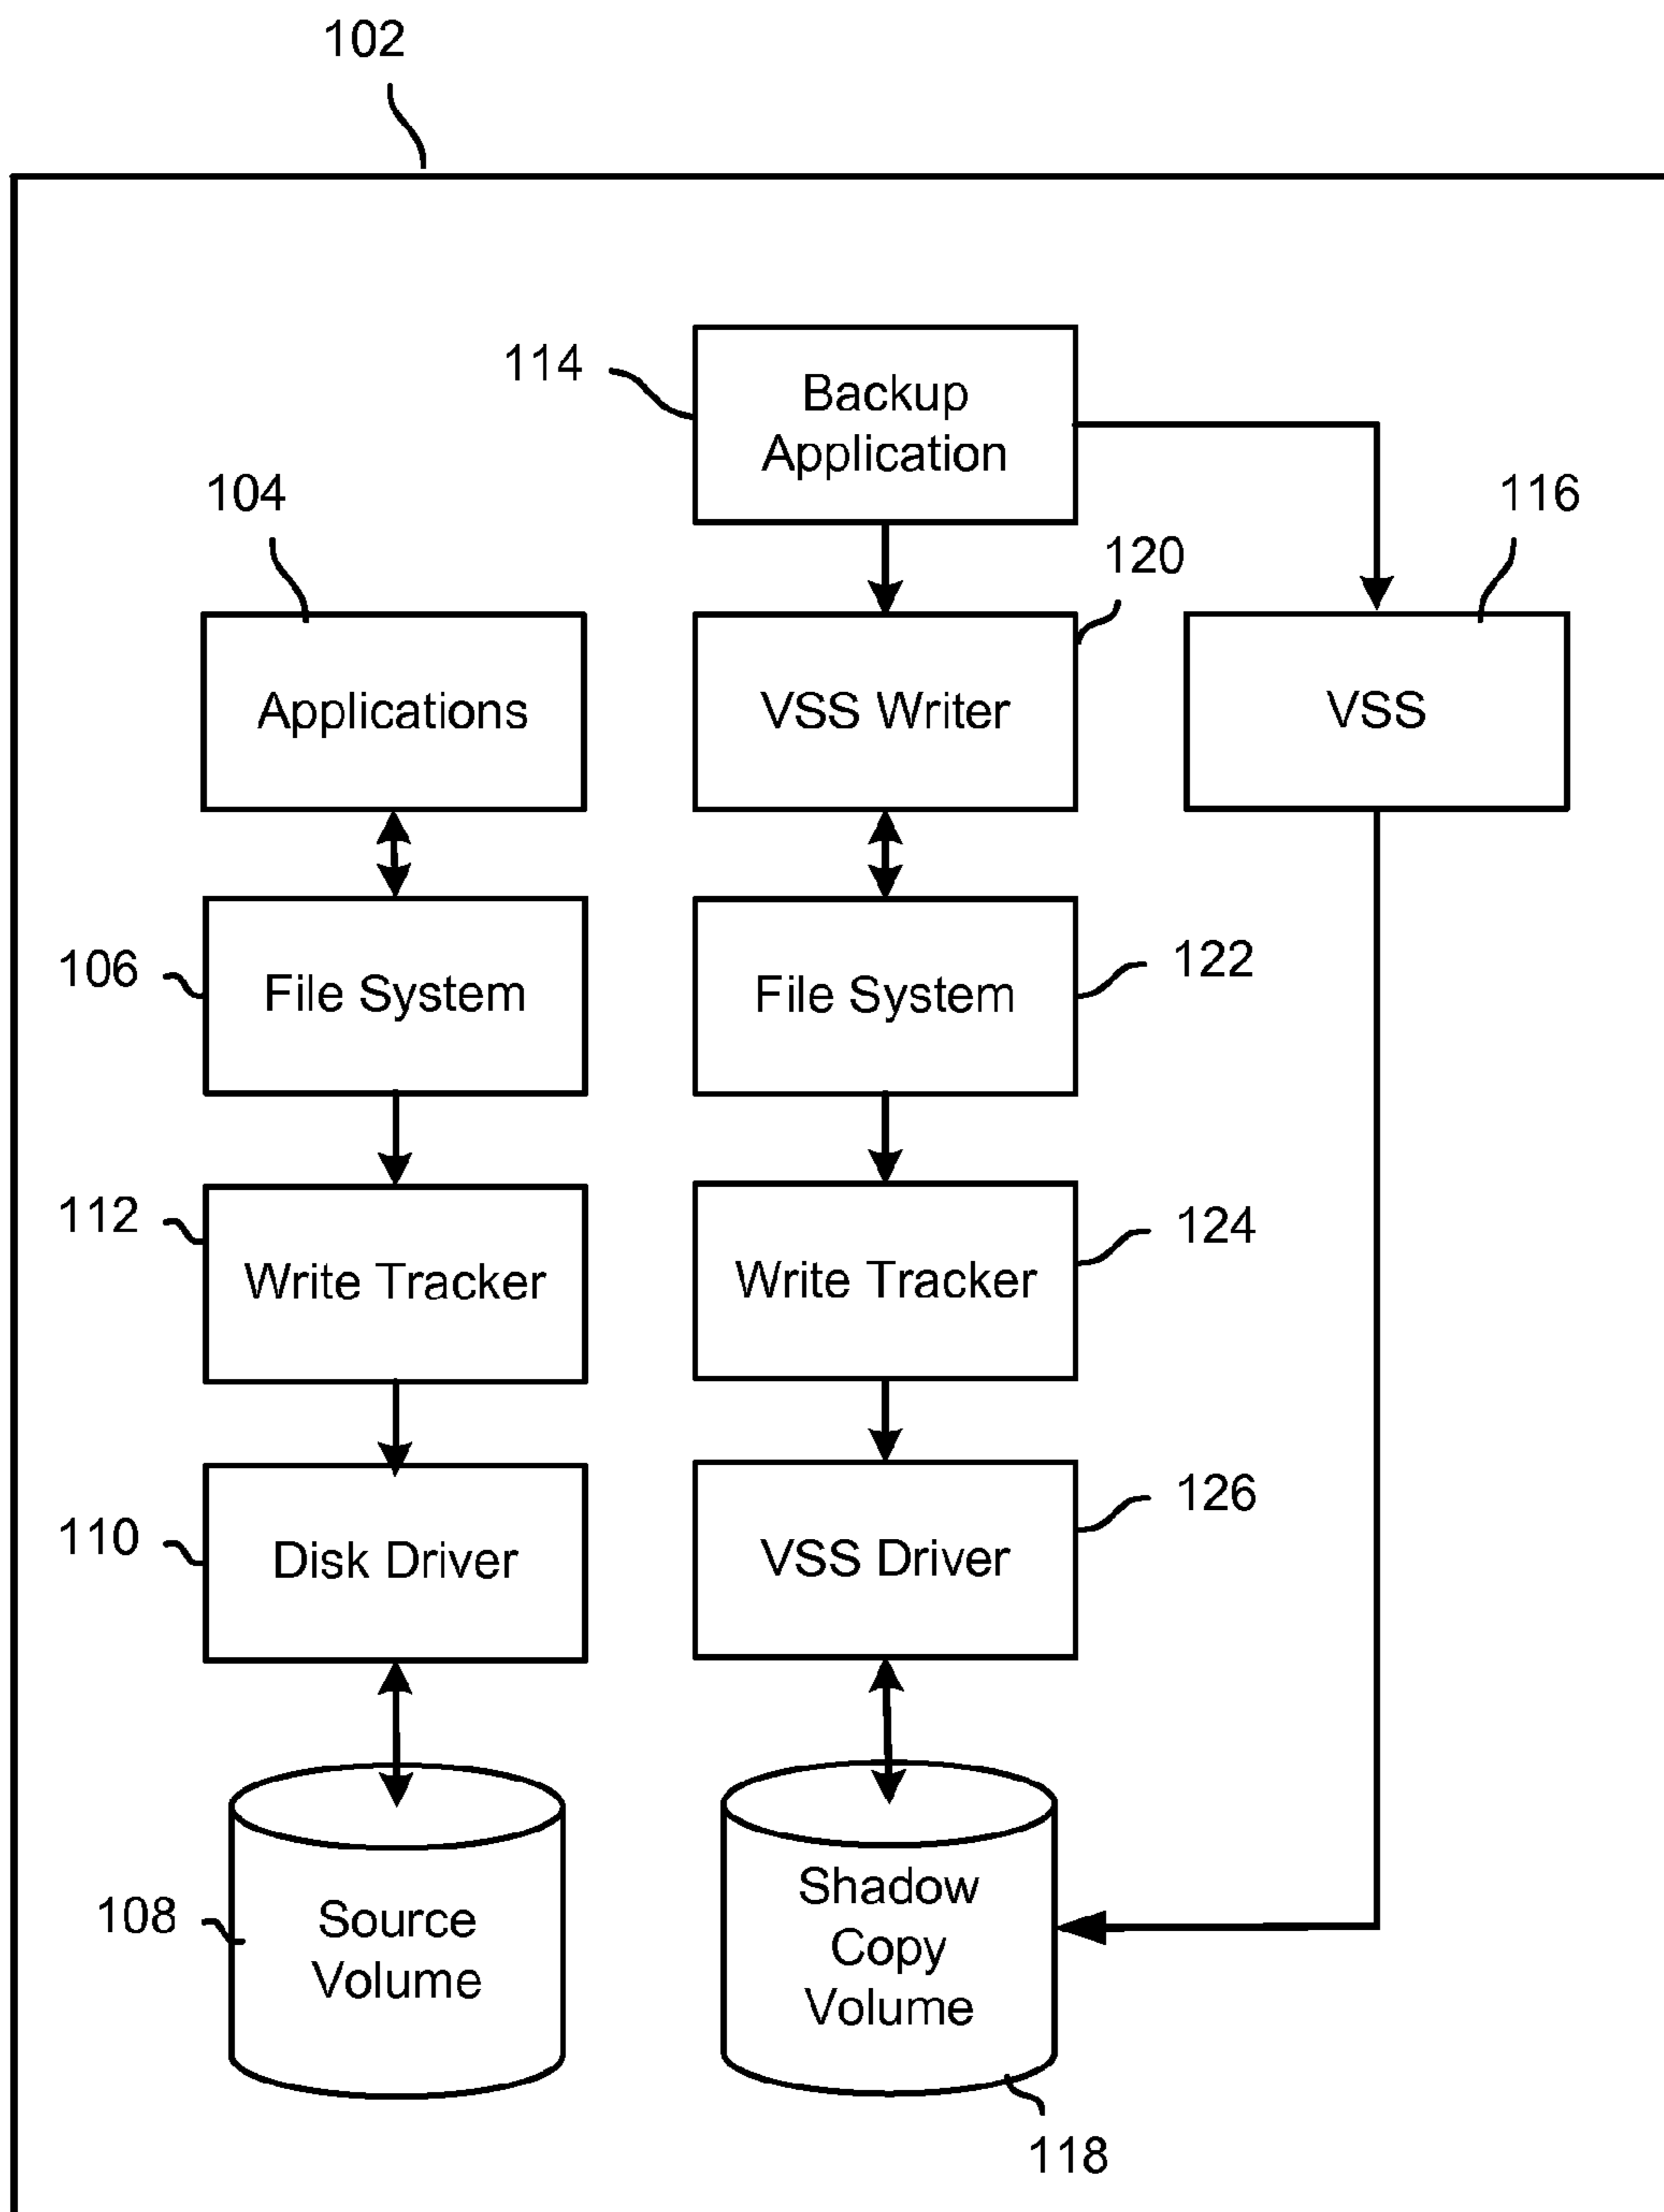 102
114
Backup
Application
104
116
120
Applications
VSS Writer
VSS
106
File System
File System
122
112
Write Tracker
Write Tracker
124
110
Disk Driver
VSS Driver
126
108
Source
Volume
Shadow
Copy
Volume
118